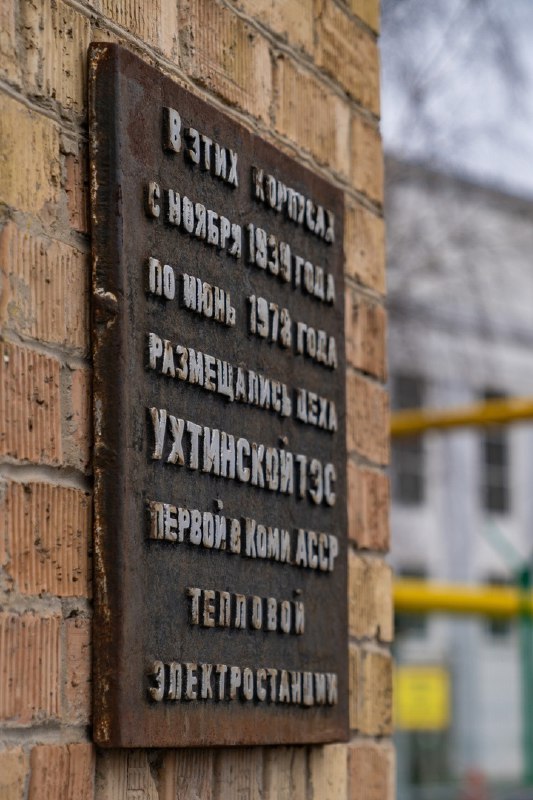 В ЭТИХ КОРПУСАХ
С НОЯБРЯ 1939 ГОДА
ПО ИЮНЬ 1978 ГОДА
РАЗМЕЩАЛИСЬ ЦЕХА
УХТИНСКОЙ ТЭС
ПЕРВОЙ В КОМИ АССР
ТЕПЛОВОЙ
ЭЛЕКТРОСТАНЦИИ